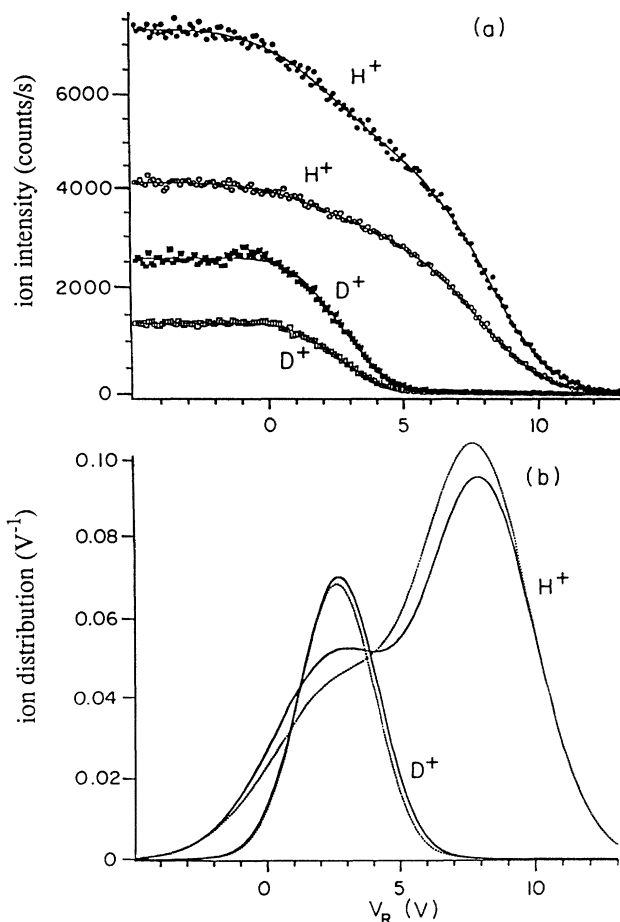 (a)
H+
6000
H+
4000
D+
2000
D+
0
ion intensity (counts/s)
0 5 10
0.10
(b)
0.08
H+
0.06
0.04
D+
0.02
0
ion distribution (V-1)
0 5 10
VR (V)